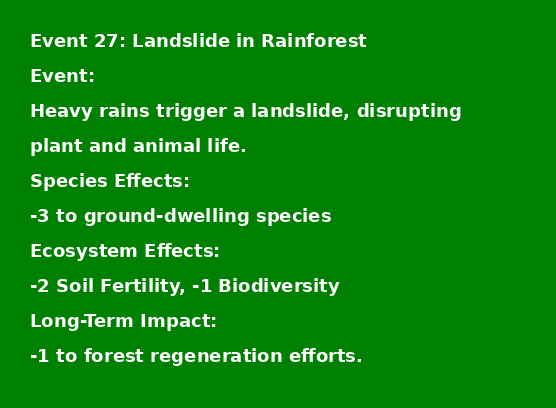 Event 27: Landslide in Rainforest
Event:
Heavy rains trigger a landslide, disrupting
plant and animal life.
Species Effects:
-3 to ground-dwelling species
Ecosystem Effects:
-2 Soil Fertility, -1 Biodiversity
Long-Term Impact:
-1 to forest regeneration efforts.